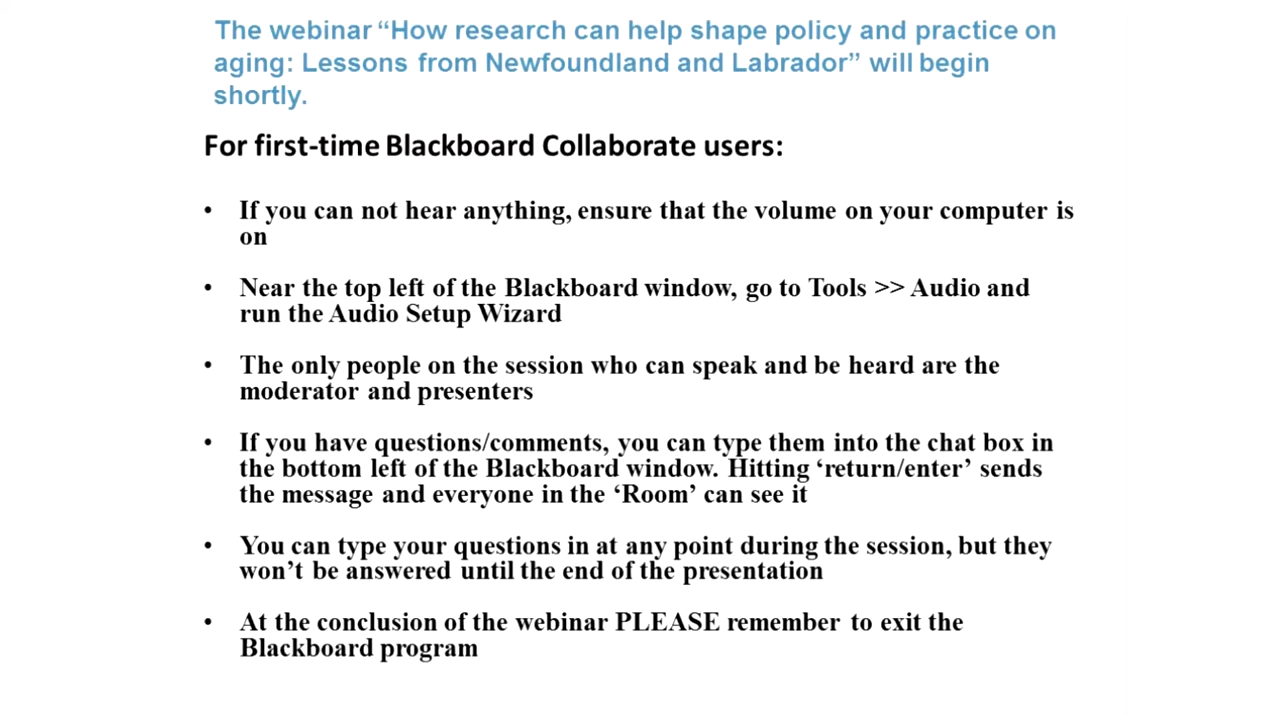 The webinar “How research can help shape policy and practice on
aging: Lessons from Newfoundland and Labrador” will begin
shortly.
For first-time Blackboard Collaborate users:
• If you can not hear anything, ensure that the volume on your computer is
on
• Near the top left of the Blackboard window, go to Tools >> Audio and
run the Audio Setup Wizard
• The only people on the session who can speak and be heard are the
moderator and presenters
• If you have questions/comments, you can type them into the chat box in
the bottom left of the Blackboard window. Hitting ‘return/enter’ sends
the message and everyone in the ‘Room’ can see it
• You can type your questions in at any point during the session, but they
won’t be answered until the end of the presentation
• At the conclusion of the webinar PLEASE remember to exit the
Blackboard program